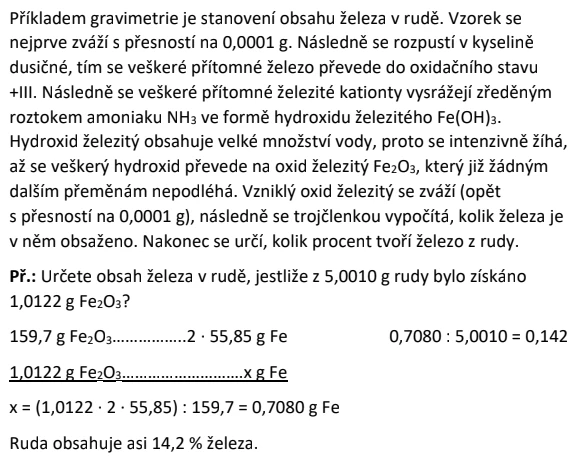 Příkladem gravimetrie je stanovení obsahu železa v rudě. Vzorek se
nejprve zváží s přesností na 0,0001 g. Následně se rozpustí v kyselině
dusičné, tím se veškeré přítomné železo převede do oxidačního stavu
+III. Následně se veškeré přítomné železité kationty vysrážejí zředěným
roztokem amoniaku NH₃ ve formě hydroxidu železitého Fe(OH)₃.
Hydroxid železitý obsahuje velké množství vody, proto se intenzivně žíhá,
až se veškerý hydroxid převede na oxid železitý Fe₂O₃, který již žádným
dalším přeměnám nepodléhá. Vzniklý oxid železitý se zváží (opět
s přesností na 0,0001 g), následně se trojčlenkou vypočítá, kolik železa je
v něm obsaženo. Nakonec se určí, kolik procent tvoří železo z rudy.
Př.: Určete obsah železa v rudě, jestliže z 5,0010 g rudy bylo získáno
1,0122 g Fe₂O₃?
159,7 g Fe₂O₃……………..2 · 55,85 g Fe 0,7080 : 5,0010 = 0,142
1,0122 g Fe₂O₃……………………….x g Fe
x = (1,0122 · 2 · 55,85) : 159,7 = 0,7080 g Fe
Ruda obsahuje asi 14,2 % železa.